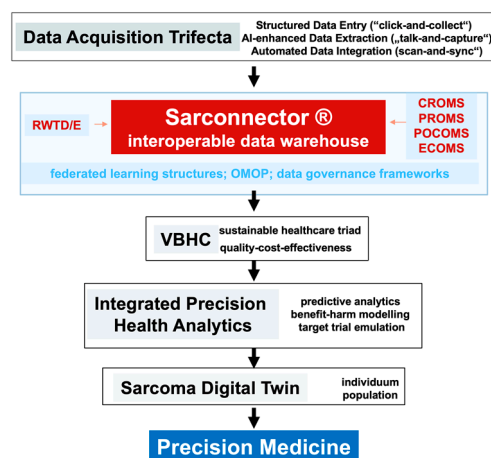 Data Acquisition Trifecta
Structured Data Entry (“click-and-collect“)
AI-enhanced Data Extraction („talk-and-capture“)
Automated Data Integration (scan-and-sync“)
RWTD/E
Sarconnector ®
interoperable data warehouse
CROMS
PROMS
POCOMS
ECOMS
federated learning structures; OMOP; data governance frameworks
VBHC
sustainable healthcare triad
quality-cost-effectiveness
Integrated Precision
Health Analytics
predictive analytics
benefit-harm modelling
target trial emulation
Sarcoma Digital Twin
individuum
population
Precision Medicine